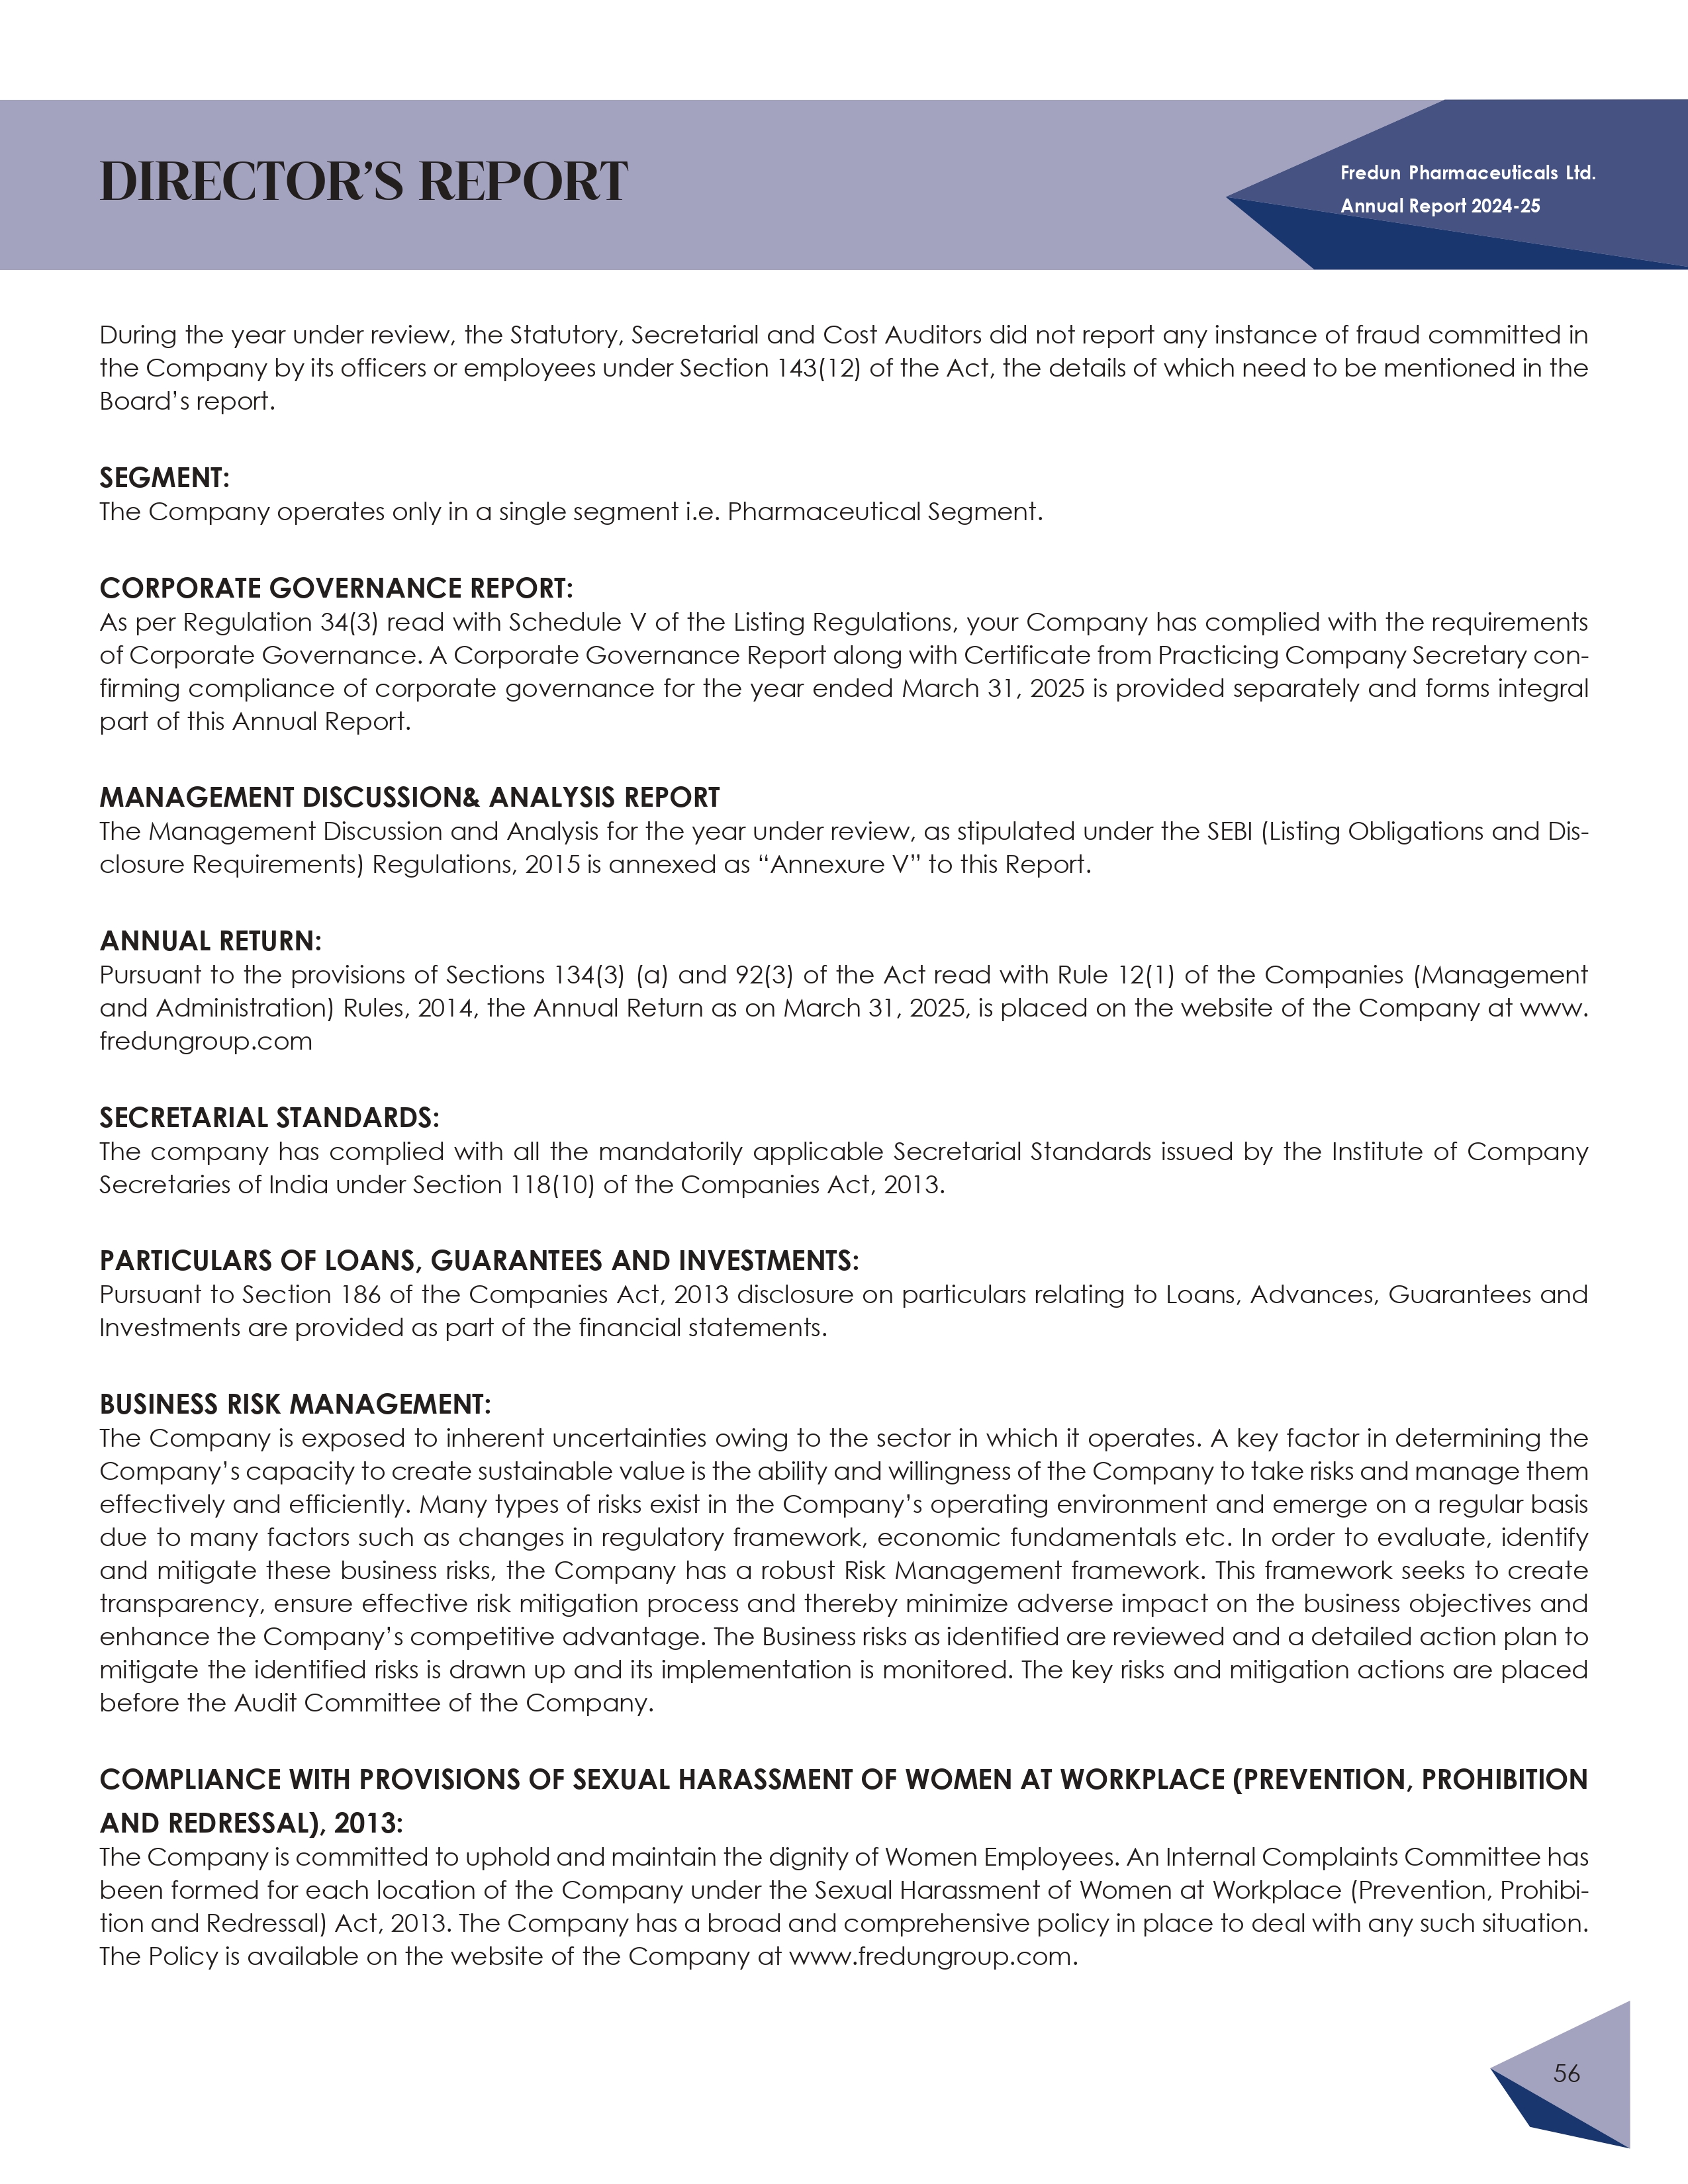 DIRECTOR’S REPORT
Fredun Pharmaceuticals Ltd.
Annual Report 2024-25
During the year under review, the Statutory, Secretarial and Cost Auditors did not report any instance of fraud committed in
the Company by its officers or employees under Section 143(12) of the Act, the details of which need to be mentioned in the
Board’s report.
SEGMENT:
The Company operates only in a single segment i.e. Pharmaceutical Segment.
CORPORATE GOVERNANCE REPORT:
As per Regulation 34(3) read with Schedule V of the Listing Regulations, your Company has complied with the requirements
of Corporate Governance. A Corporate Governance Report along with Certificate from Practicing Company Secretary con-
firming compliance of corporate governance for the year ended March 31, 2025 is provided separately and forms integral
part of this Annual Report.
MANAGEMENT DISCUSSION& ANALYSIS REPORT
The Management Discussion and Analysis for the year under review, as stipulated under the SEBI (Listing Obligations and Dis-
closure Requirements) Regulations, 2015 is annexed as “Annexure V” to this Report.
ANNUAL RETURN:
Pursuant to the provisions of Sections 134(3) (a) and 92(3) of the Act read with Rule 12(1) of the Companies (Management
and Administration) Rules, 2014, the Annual Return as on March 31, 2025, is placed on the website of the Company at www.
fredungroup.com
SECRETARIAL STANDARDS:
The company has complied with all the mandatorily applicable Secretarial Standards issued by the Institute of Company
Secretaries of India under Section 118(10) of the Companies Act, 2013.
PARTICULARS OF LOANS, GUARANTEES AND INVESTMENTS:
Pursuant to Section 186 of the Companies Act, 2013 disclosure on particulars relating to Loans, Advances, Guarantees and
Investments are provided as part of the financial statements.
BUSINESS RISK MANAGEMENT:
The Company is exposed to inherent uncertainties owing to the sector in which it operates. A key factor in determining the
Company’s capacity to create sustainable value is the ability and willingness of the Company to take risks and manage them
effectively and efficiently. Many types of risks exist in the Company’s operating environment and emerge on a regular basis
due to many factors such as changes in regulatory framework, economic fundamentals etc. In order to evaluate, identify
and mitigate these business risks, the Company has a robust Risk Management framework. This framework seeks to create
transparency, ensure effective risk mitigation process and thereby minimize adverse impact on the business objectives and
enhance the Company’s competitive advantage. The Business risks as identified are reviewed and a detailed action plan to
mitigate the identified risks is drawn up and its implementation is monitored. The key risks and mitigation actions are placed
before the Audit Committee of the Company.
COMPLIANCE WITH PROVISIONS OF SEXUAL HARASSMENT OF WOMEN AT WORKPLACE (PREVENTION, PROHIBITION
AND REDRESSAL), 2013:
The Company is committed to uphold and maintain the dignity of Women Employees. An Internal Complaints Committee has
been formed for each location of the Company under the Sexual Harassment of Women at Workplace (Prevention, Prohibi-
tion and Redressal) Act, 2013. The Company has a broad and comprehensive policy in place to deal with any such situation.
The Policy is available on the website of the Company at www.fredungroup.com.
56